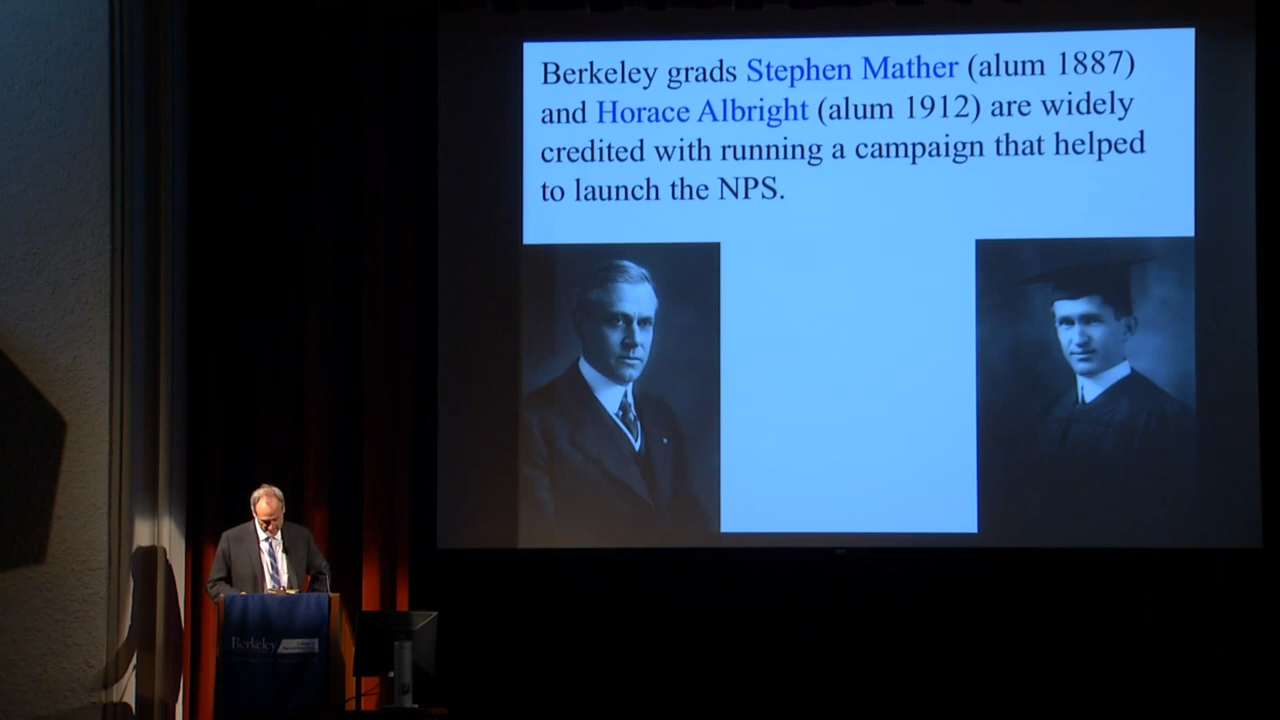 Berkeley grads Stephen Mather (alum 1887)
and Horace Albright (alum 1912) are widely
credited with running a campaign that helped
to launch the NPS.
Berkeley